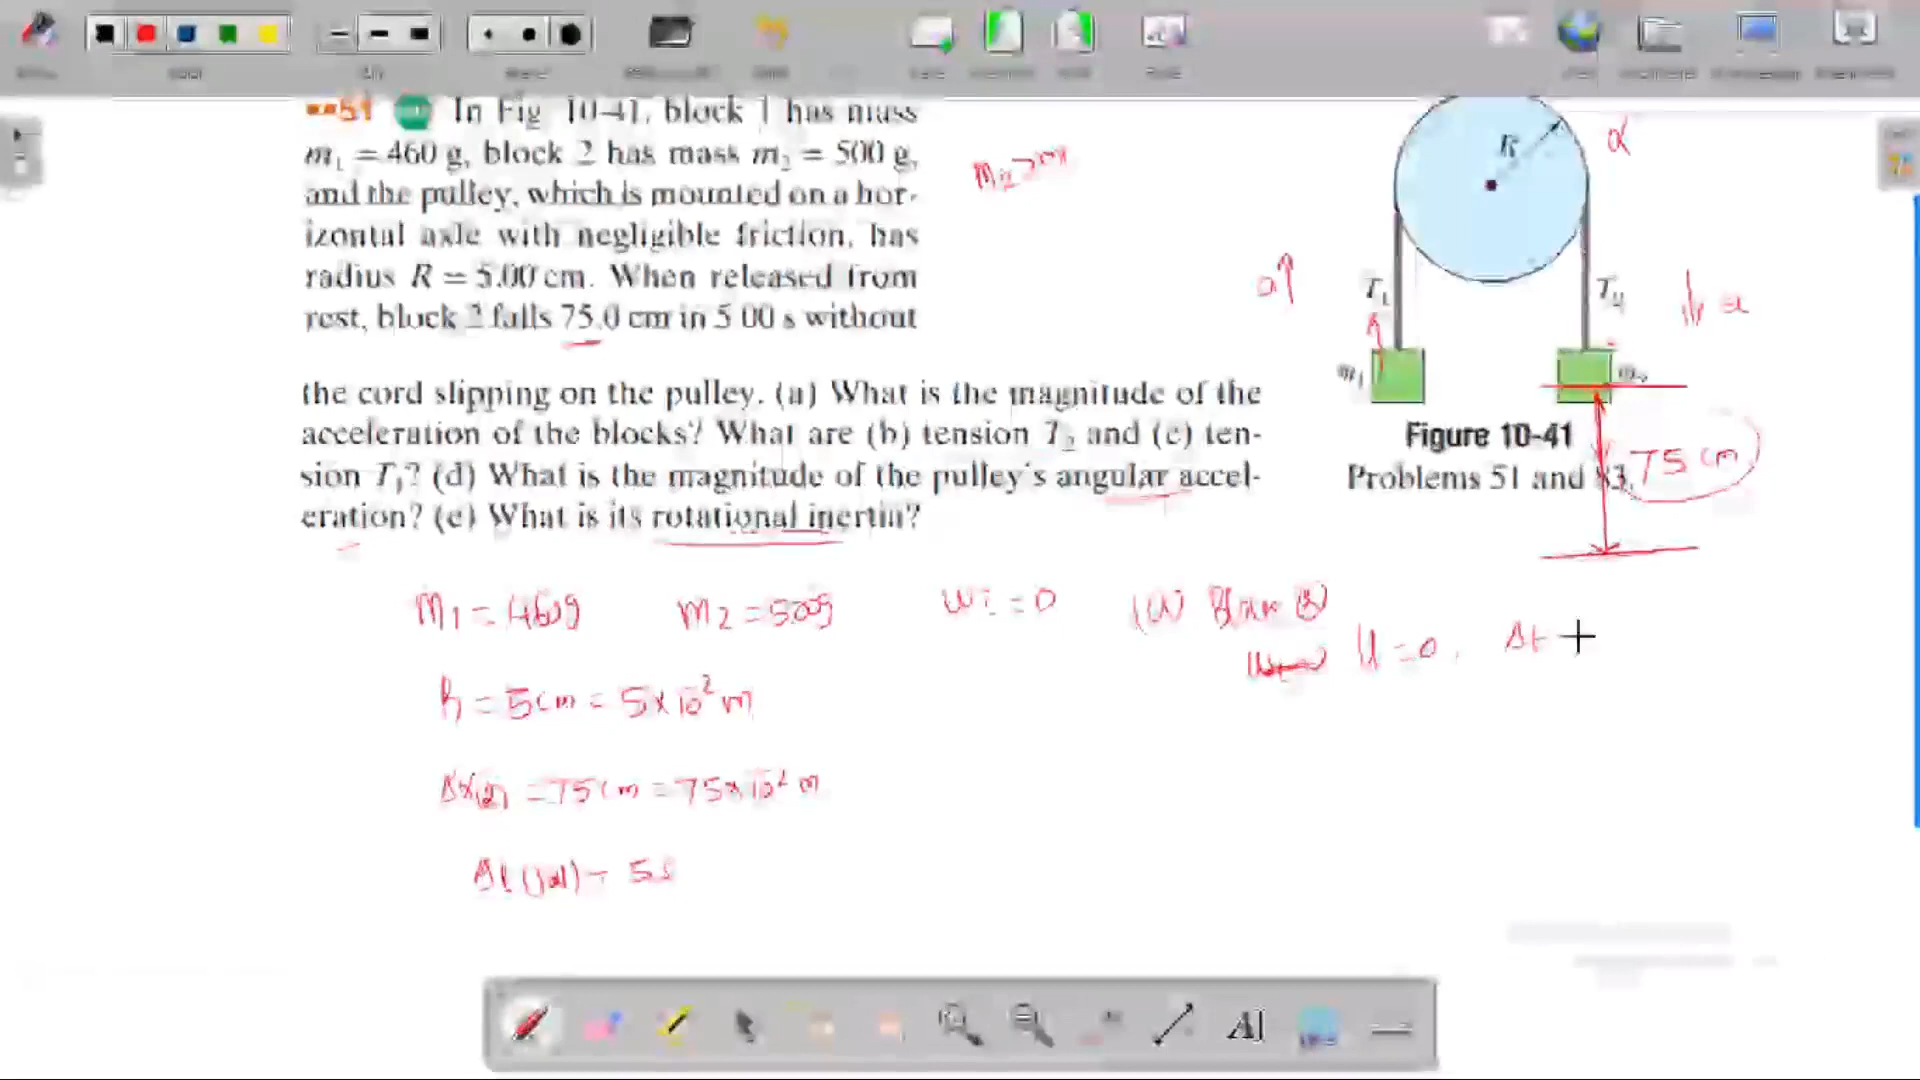 **51 In Fig 10-41, block 1 has mass
m₁ = 460 g, block 2 has mass m₂ = 500 g,
and the pulley, which is mounted on a hor-
izontal axle with negligible friction, has
radius R = 5.00 cm. When released from
rest, block 2 falls 75.0 cm in 5 00 s without
the cord slipping on the pulley. (a) What is the magnitude of the
acceleration of the blocks? What are (b) tension T₂ and (c) ten-
sion T₁? (d) What is the magnitude of the pulley's angular accel-
eration? (e) What is its rotational inertia?
R
α
a
T₁
T₂
a
m₁
m₂
Figure 10-41
Problems 51 and 83.
75 cm
m₁ = 460g m₂ = 500g ωi = 0
u = 0, Δt
R = 5cm = 5×10² m
= 75cm = 75×10² m
= 5s
A